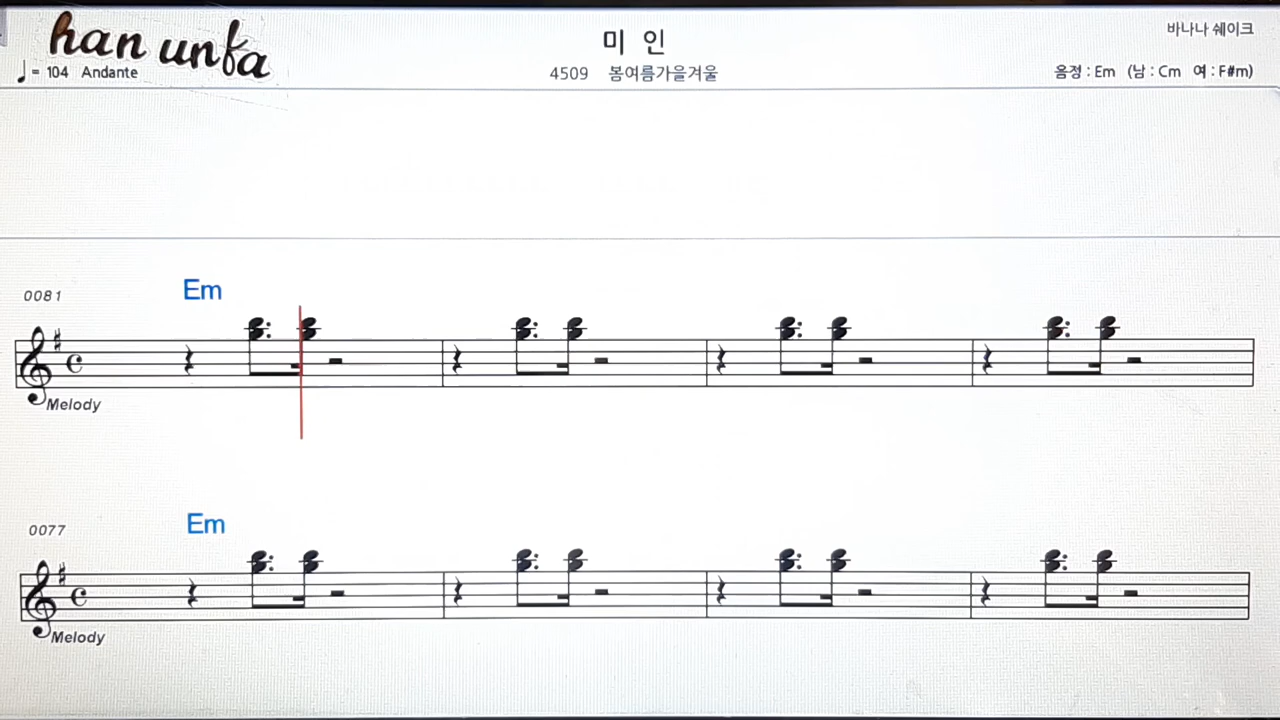 han unfa
미 인
바나나 쉐이크
♩ = 104 Andante
4509 봄여름가을겨울
음정 : Em (남 : Cm 여 : F#m)
Em
0081
Melody
Em
0077
Melody